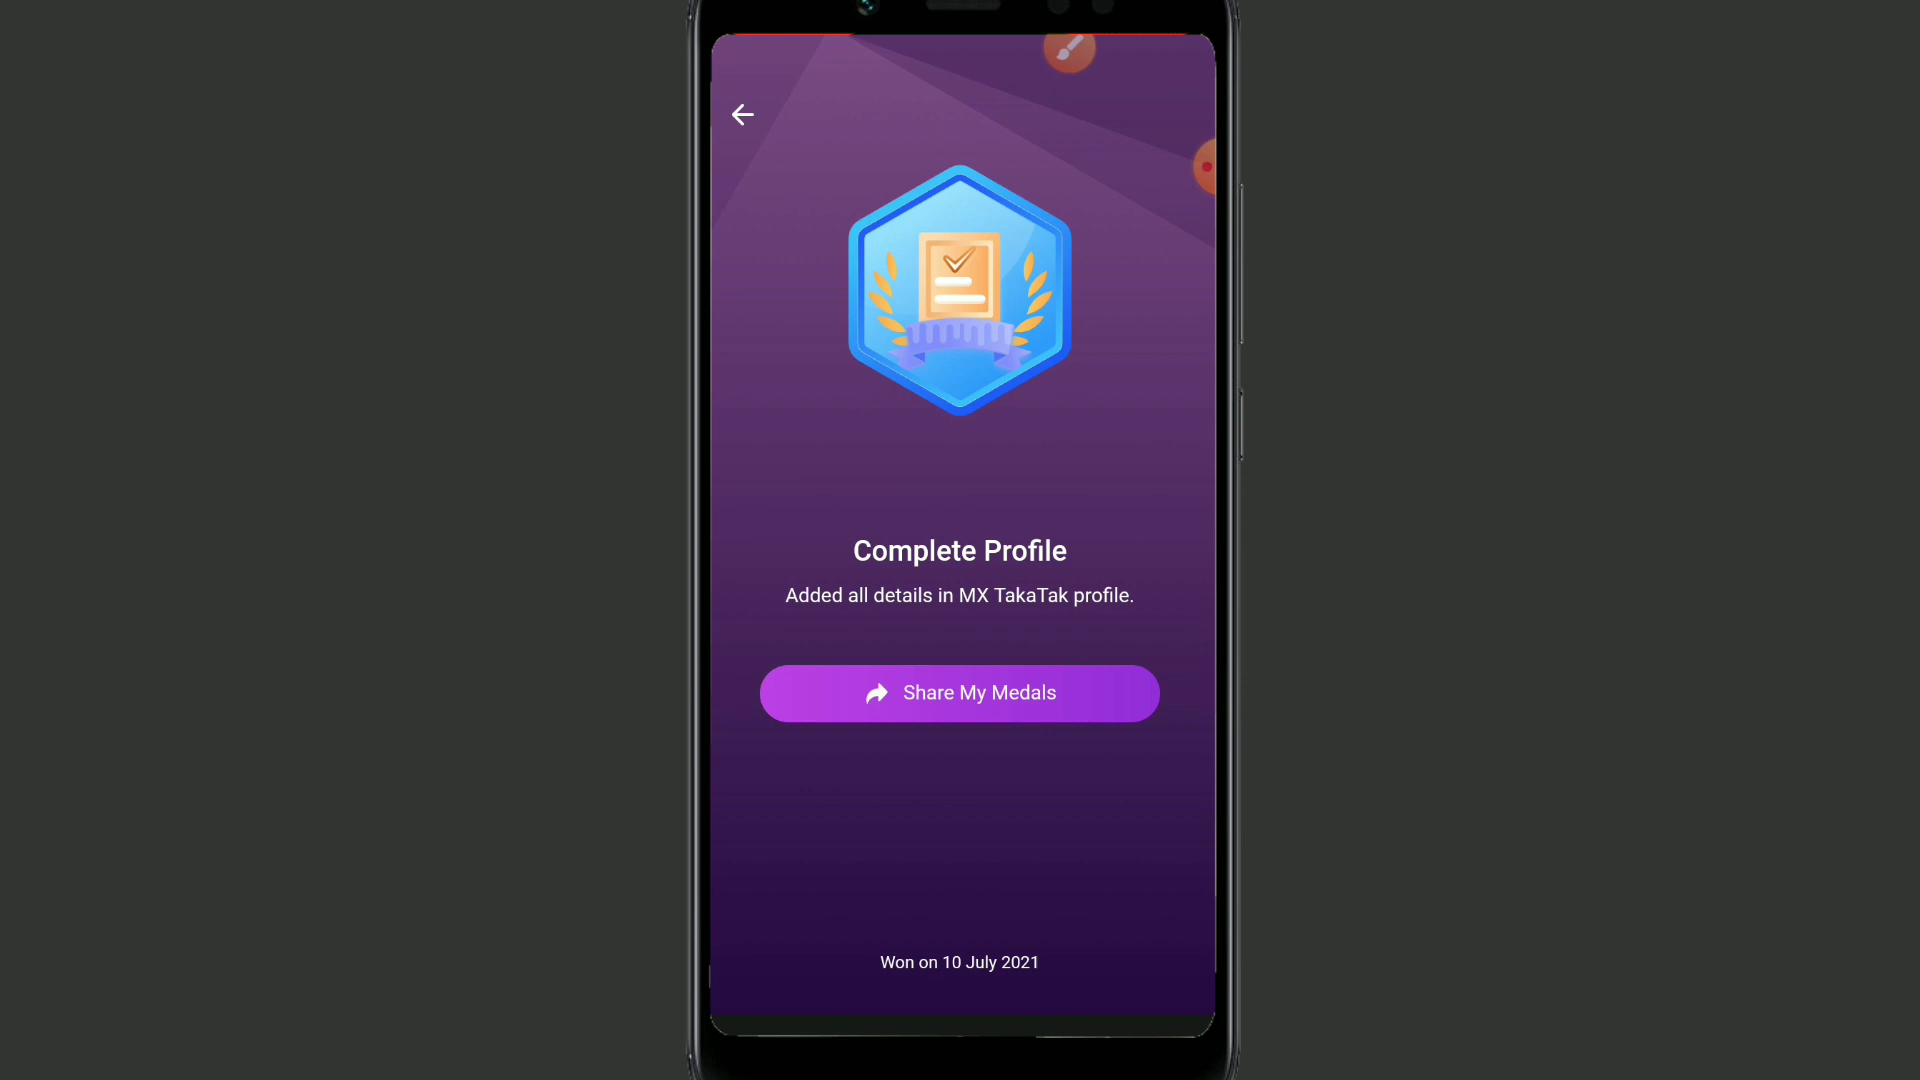 Complete Profile
Added all details in MX TakaTak profile.
Share My Medals
Won on 10 July 2021